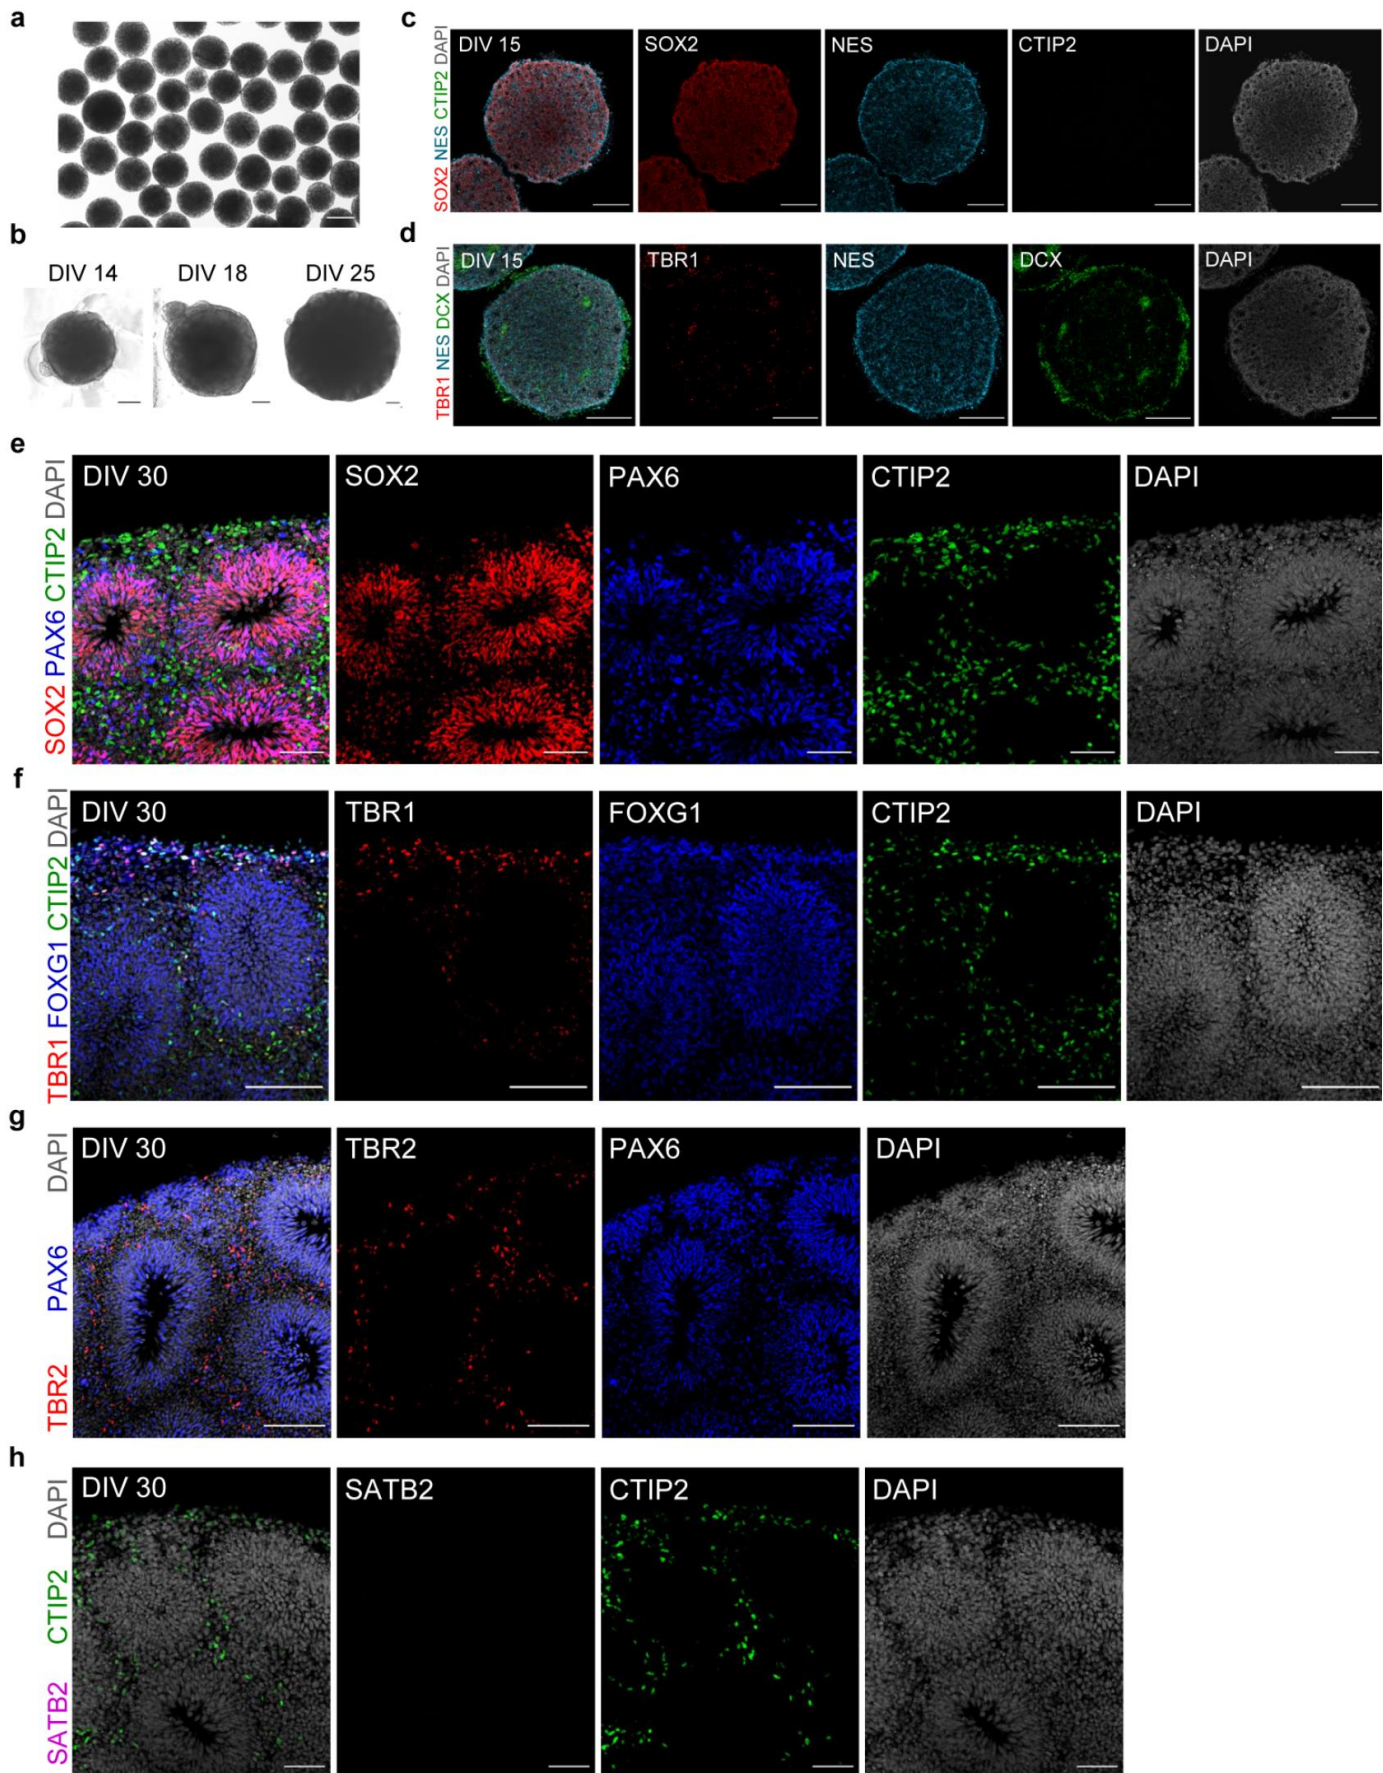 a
b
DIV 14 DIV 18 DIV 25
c
SOX2 NES CTIP2 DAPI
DIV 15 SOX2 NES CTIP2 DAPI
d
TBR1 NES DCX DAPI
DIV 15 TBR1 NES DCX DAPI
e
SOX2 PAX6 CTIP2 DAPI
DIV 30 SOX2 PAX6 CTIP2 DAPI
f
TBR1 FOXG1 CTIP2 DAPI
DIV 30 TBR1 FOXG1 CTIP2 DAPI
g
TBR2 PAX6 DAPI
DIV 30 TBR2 PAX6 DAPI
h
SATB2 CTIP2 DAPI
DIV 30 SATB2 CTIP2 DAPI